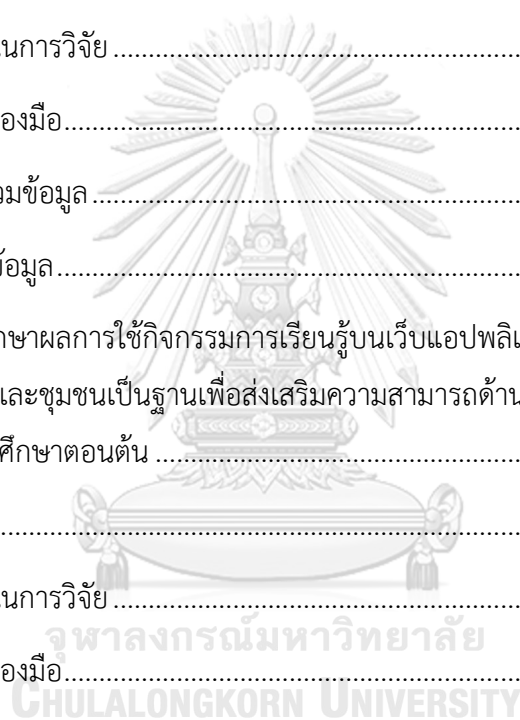 นการวิจัย ..........................................................
องมือ..................................................................
วมข้อมูล..............................................................
ข้อมูล...................................................................
กษาผลการใช้กิจกรรมการเรียนรู้บนเว็บแอปพลิเ
และชุมชนเป็นฐานเพื่อส่งเสริมความสามารถด้าน
ศึกษาตอนต้น ....................................................
............................................................................
นการวิจัย ..........................................................
จุฬาลงกรณ์มหาวิทยาลัย
องมือ..................................................................
CHULALONGKORN UNIVERSITY